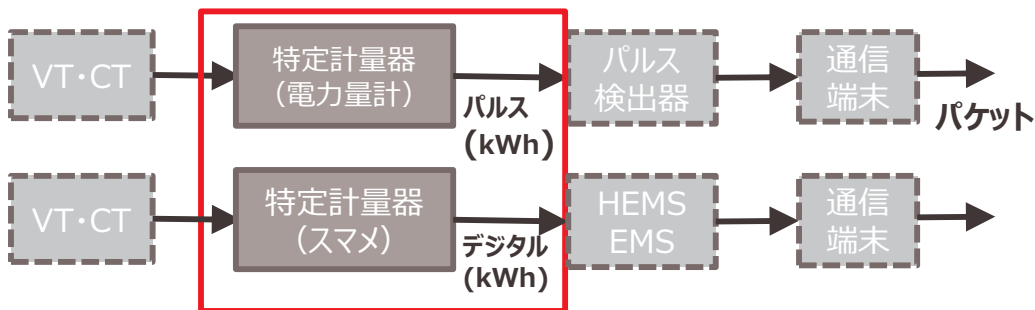 VT・CT
特定計量器
（電力量計）
パルス
(kWh)
パルス
検出器
通信
端末
パケット
VT・CT
特定計量器
（スマメ）
デジタル
(kWh)
HEMS
EMS
通信
端末